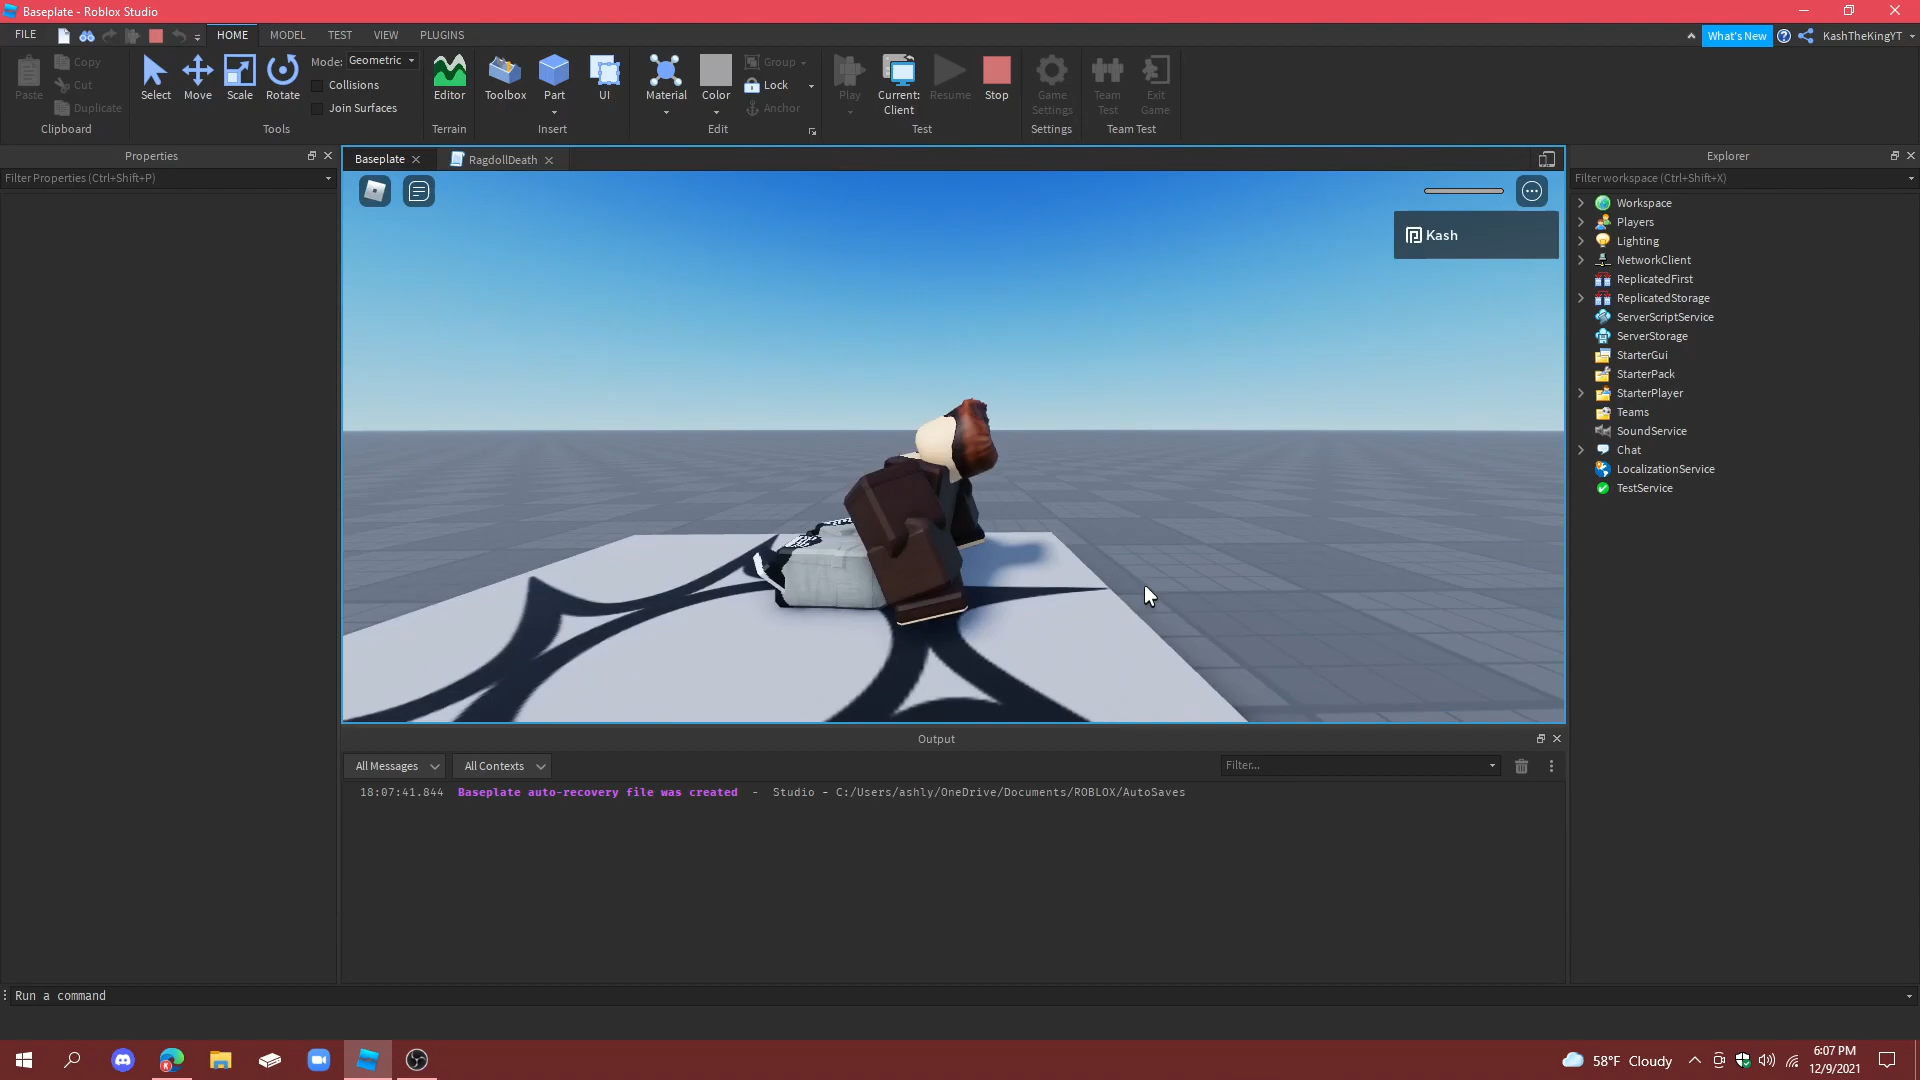 Baseplate - Roblox Studio
FILE HOME MODEL TEST VIEW PLUGINS What's New KashTheKingYT
Paste Copy Cut Duplicate
Clipboard
Select Move Scale Rotate
Mode: Geometric
Collisions
Join Surfaces
Tools
Editor
Terrain
Toolbox Part UI
Insert
Material Color
Group
Lock
Anchor
Edit
Play Current: Client Resume Stop
Test
Game Settings
Settings
Team Test Exit Game
Team Test
Properties
Filter Properties (Ctrl+Shift+P)
Baseplate RagdollDeath
Kash
Explorer
Filter workspace (Ctrl+Shift+X)
Workspace
Players
Lighting
NetworkClient
ReplicatedFirst
ReplicatedStorage
ServerScriptService
ServerStorage
StarterGui
StarterPack
StarterPlayer
Teams
SoundService
Chat
LocalizationService
TestService
Output
All Messages All Contexts Filter...
18:07:41.844 Baseplate auto-recovery file was created - Studio - C:/Users/ashly/OneDrive/Documents/ROBLOX/AutoSaves
Run a command
58°F Cloudy
6:07 PM
12/9/2021